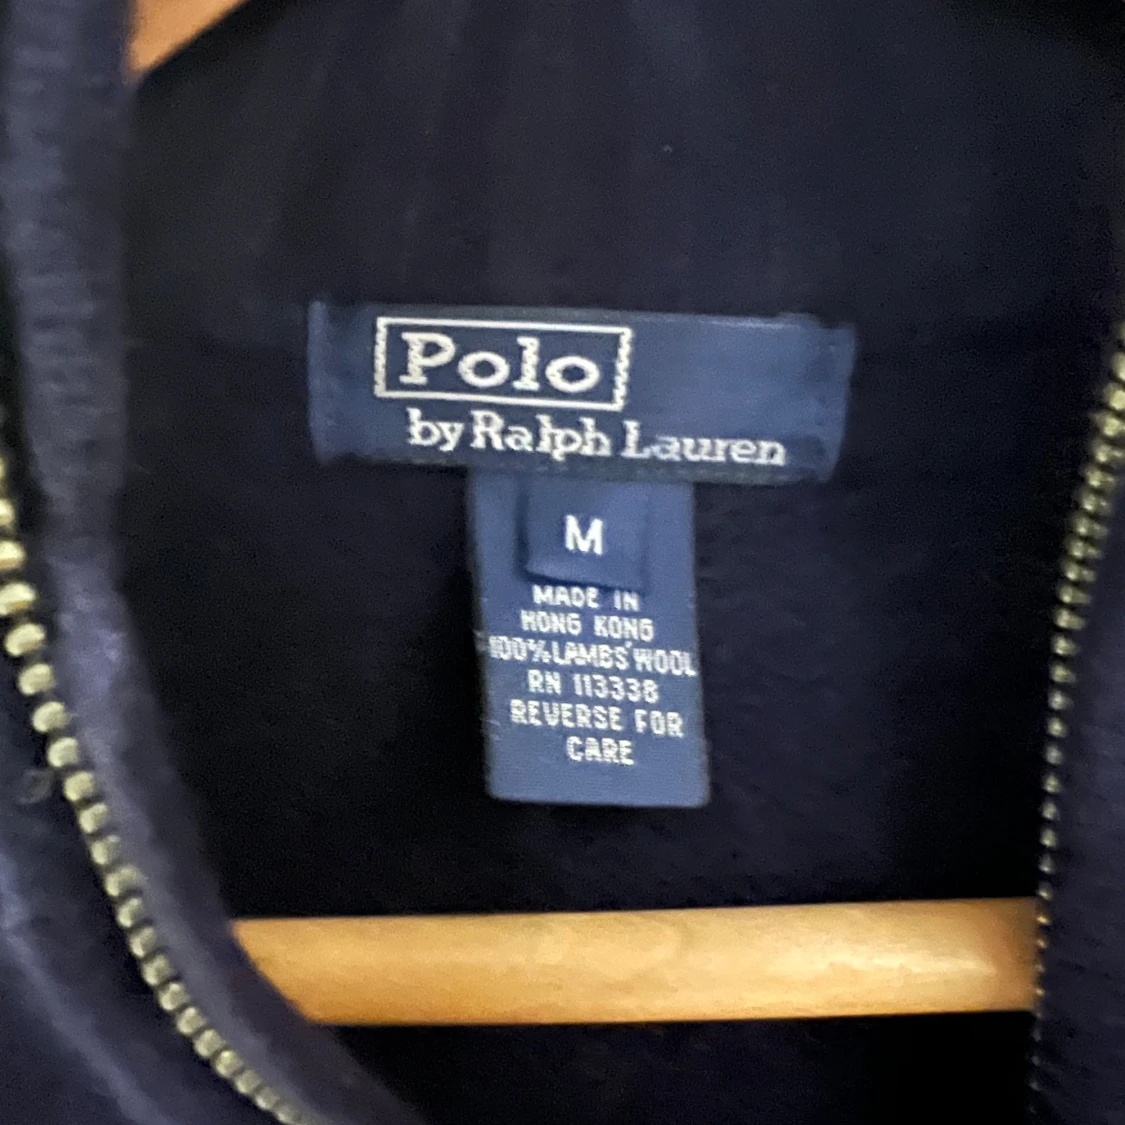 Polo
by Ralph Lauren
M
MADE IN
HONG KONG
100% LAMBS' WOOL
RN 113338
REVERSE FOR
CARE